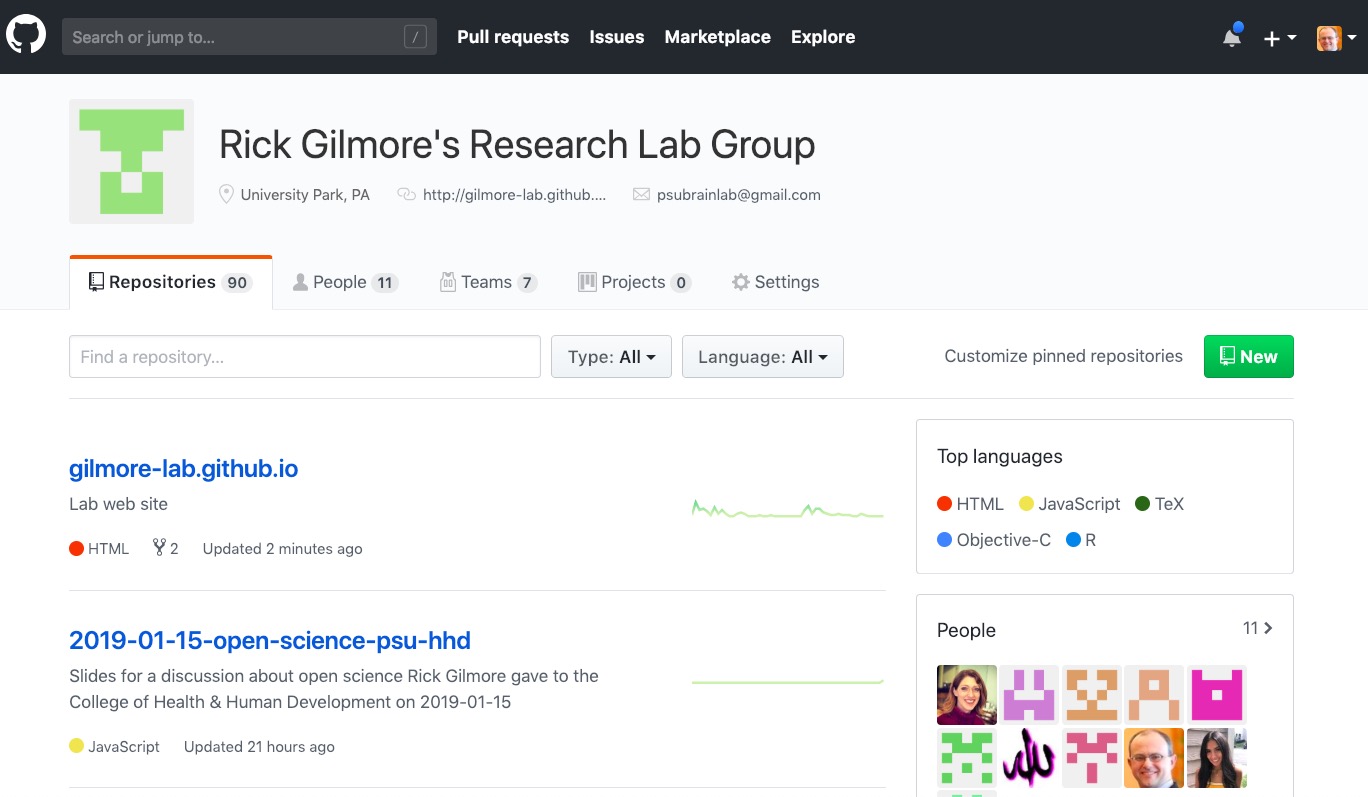 Search or jump to... /
Pull requests Issues Marketplace Explore
Rick Gilmore's Research Lab Group
University Park, PA http://gilmore-lab.github.... psubrainlab@gmail.com
Repositories 90 People 11 Teams 7 Projects 0 Settings
Find a repository... Type: All Language: All Customize pinned repositories New
gilmore-lab.github.io
Lab web site
HTML 2 Updated 2 minutes ago
2019-01-15-open-science-psu-hhd
Slides for a discussion about open science Rick Gilmore gave to the
College of Health & Human Development on 2019-01-15
JavaScript Updated 21 hours ago
Top languages
HTML JavaScript TeX
Objective-C R
People 11